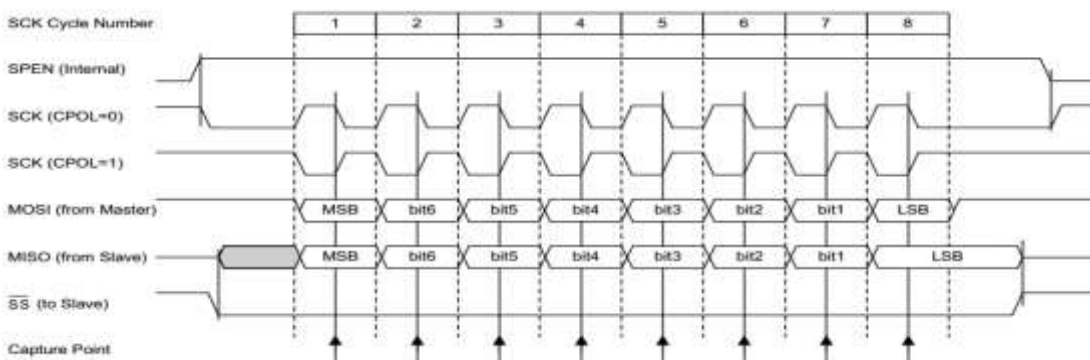 SCK Cycle Number 1 2 3 4 5 6 7 8
SPEN (Internal)
SCK (CPOL=0)
SCK (CPOL=1)
MOSI (from Master) MSB bit6 bit5 bit4 bit3 bit2 bit1 LSB
MISO (from Slave) MSB bit6 bit5 bit4 bit3 bit2 bit1 LSB
S̅S̅ (to Slave)
Capture Point